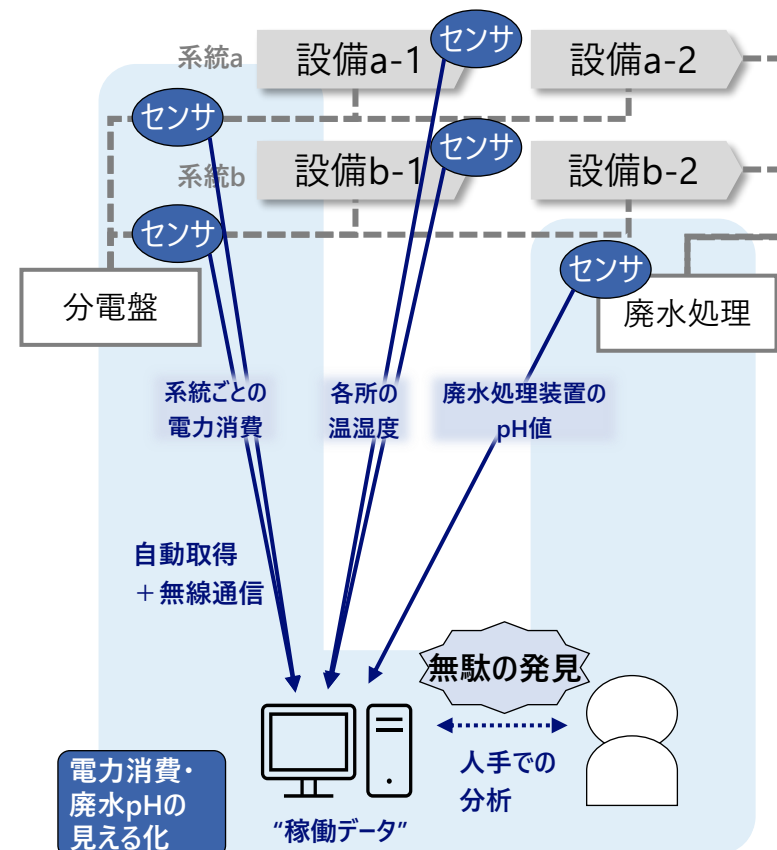 センサ
系統a
設備a-1
設備a-2
センサ
センサ
系統b
設備b-1
設備b-2
センサ
センサ
分電盤
廃水処理
系統ごとの
電力消費
各所の
温湿度
廃水処理装置の
pH値
自動取得
＋無線通信
無駄の発見
人手での
分析
電力消費・
廃水pHの
見える化
“稼働データ”